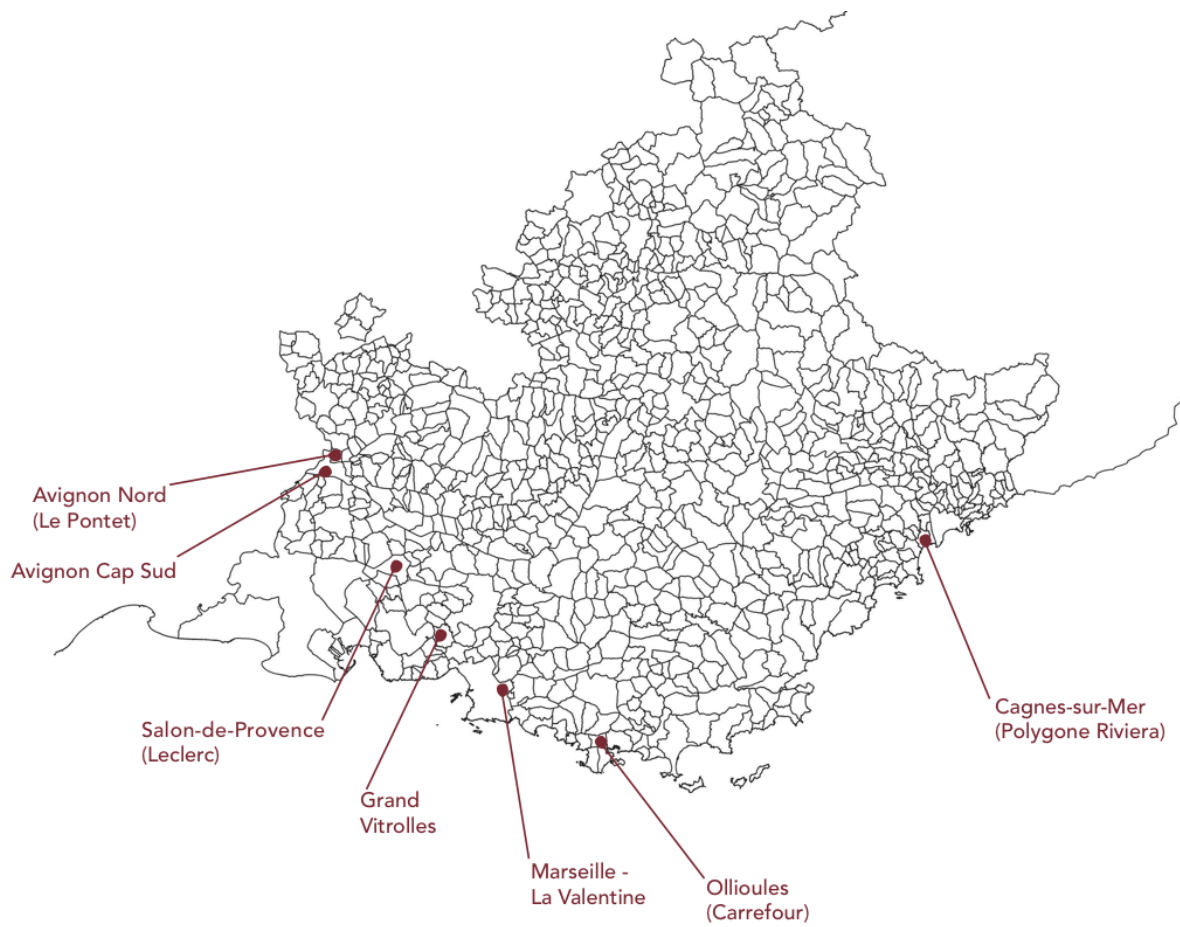 Avignon Nord
(Le Pontet)
Avignon Cap Sud
Salon-de-Provence
(Leclerc)
Grand
Vitrolles
Marseille -
La Valentine
Ollioules
(Carrefour)
Cagnes-sur-Mer
(Polygone Riviera)